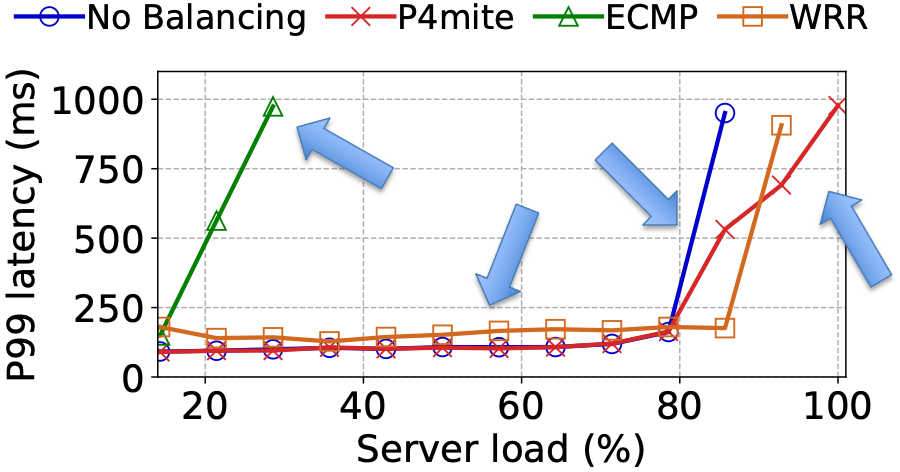 No Balancing P4mite ECMP WRR
P99 latency (ms)
1000
750
500
250
0
20 40 60 80 100
Server load (%)